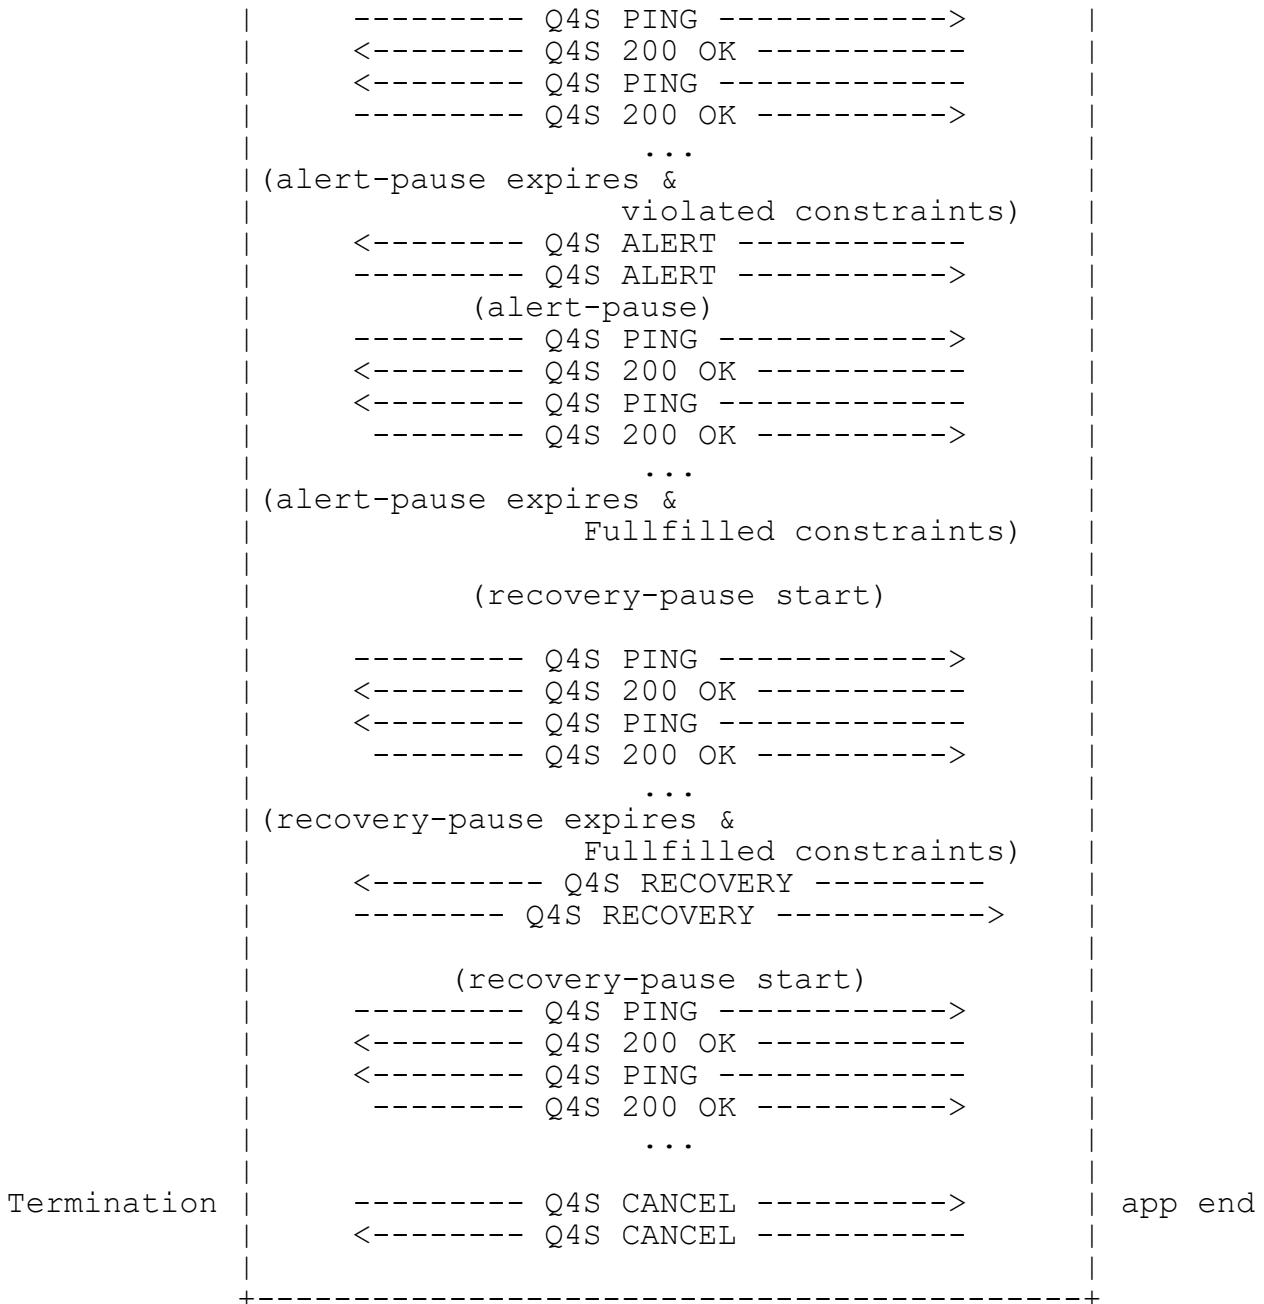 |     --------- Q4S PING ------------>      |
|     <-------- Q4S 200 OK -----------      |
|     <-------- Q4S PING -------------      |
|     --------- Q4S 200 OK ---------->      |
|                    ...                    |
|(alert-pause expires &                     |
|                   violated constraints)   |
|     <-------- Q4S ALERT ------------      |
|     --------- Q4S ALERT ----------->      |
|           (alert-pause)                   |
|     --------- Q4S PING ------------>      |
|     <-------- Q4S 200 OK -----------      |
|     <-------- Q4S PING -------------      |
|      -------- Q4S 200 OK ---------->      |
|                    ...                    |
|(alert-pause expires &                     |
|                 Fullfilled constraints)   |
|                                           |
|           (recovery-pause start)          |
|                                           |
|     --------- Q4S PING ------------>      |
|     <-------- Q4S 200 OK -----------      |
|     <-------- Q4S PING -------------      |
|      -------- Q4S 200 OK ---------->      |
|                    ...                    |
|(recovery-pause expires &                  |
|                 Fullfilled constraints)   |
|     <--------- Q4S RECOVERY ---------     |
|     -------- Q4S RECOVERY ----------->    |
|                                           |
|          (recovery-pause start)           |
|     --------- Q4S PING ------------>      |
|     <-------- Q4S 200 OK -----------      |
|     <-------- Q4S PING -------------      |
|      -------- Q4S 200 OK ---------->      |
|                    ...                    |
|                                           |
Termination |     --------- Q4S CANCEL ---------->      | app end
|     <-------- Q4S CANCEL -----------      |
|                                           |
+-------------------------------------------+